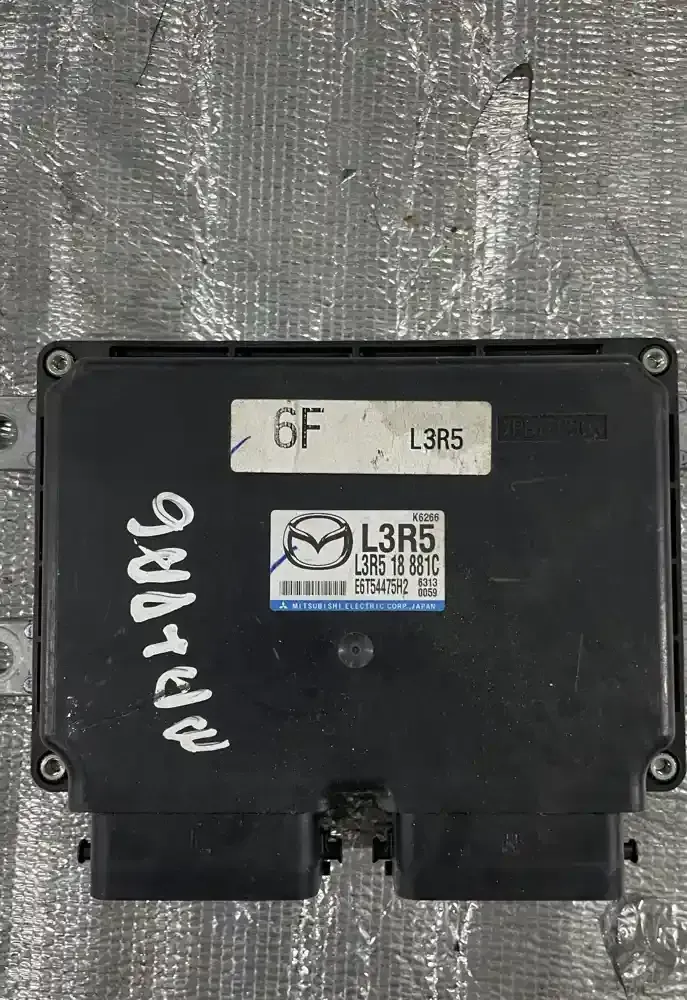 6F L3R5
K6266
L3R5
L3R5 18 881C
E6T54475H2 6313
0059
MITSUBISHI ELECTRIC CORP., JAPAN